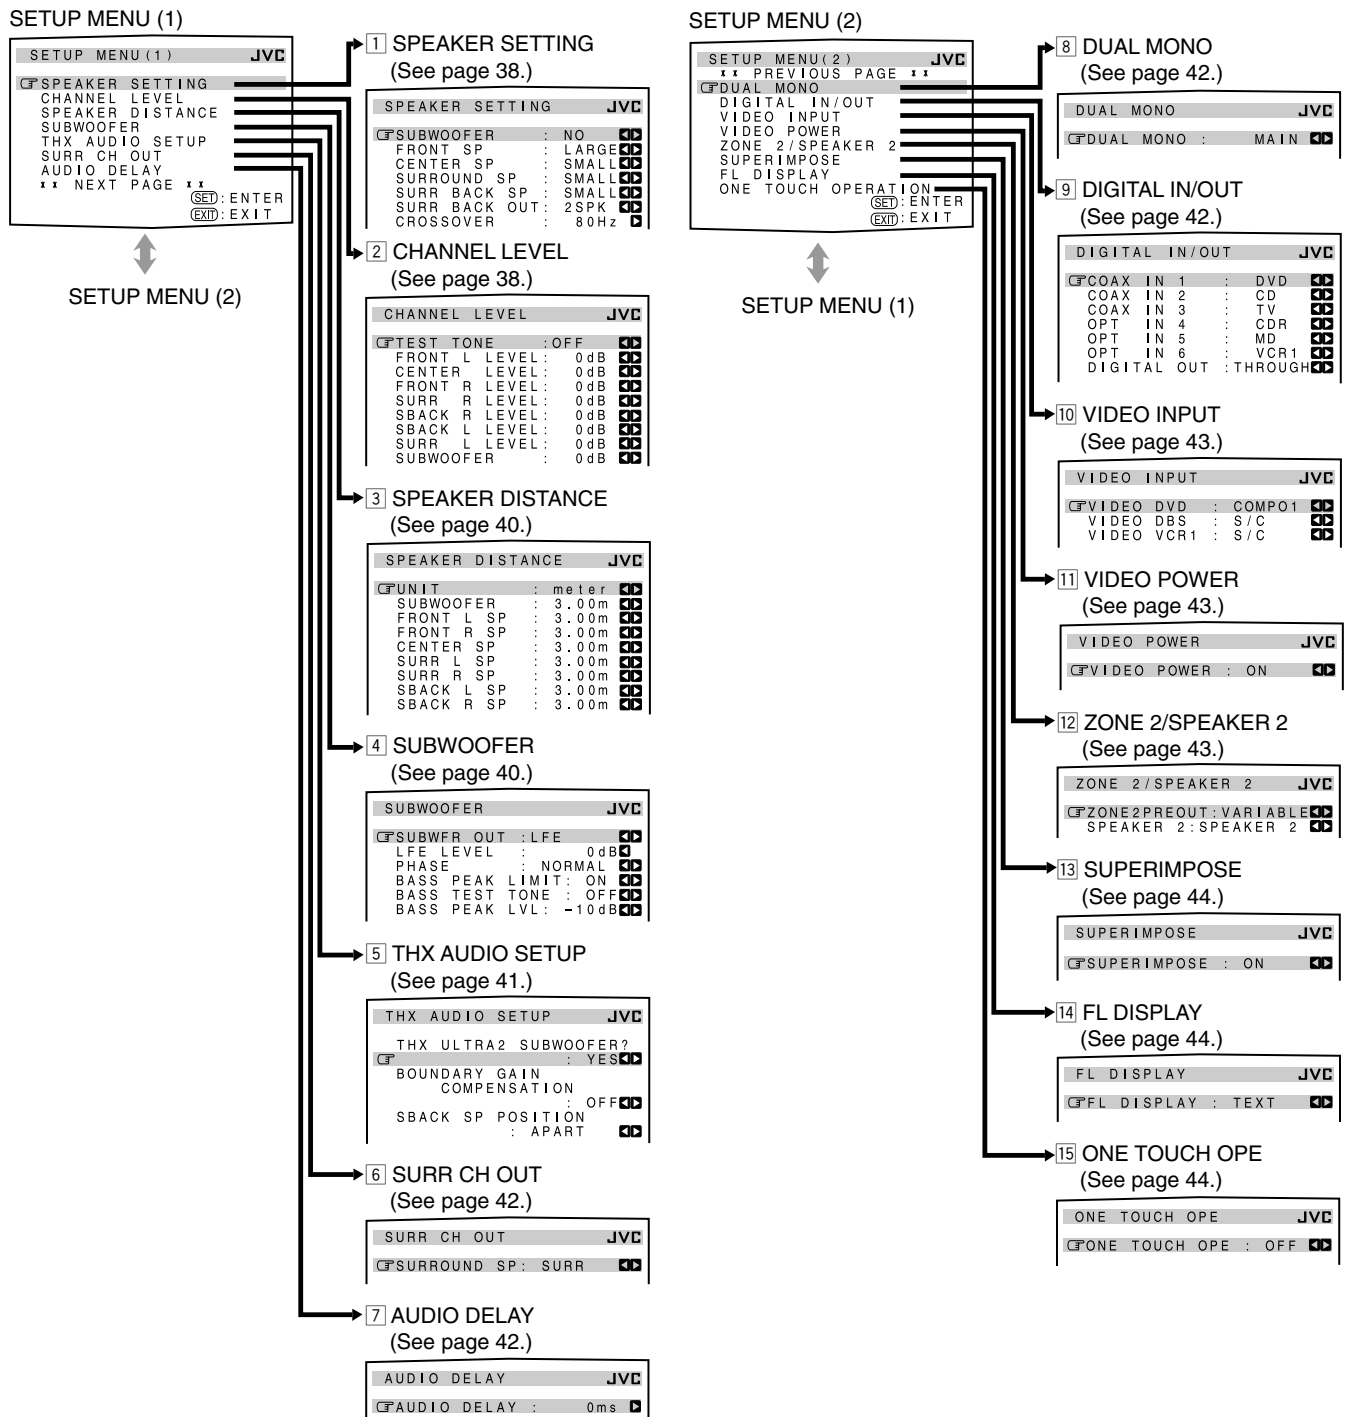 SETUP MENU (1)
SETUP MENU(1) JVC
SPEAKER SETTING
CHANNEL LEVEL
SPEAKER DISTANCE
SUBWOOFER
THX AUDIO SETUP
SURR CH OUT
AUDIO DELAY
** NEXT PAGE **
SET : ENTER
EXIT : EXIT
SETUP MENU (2)
1 SPEAKER SETTING
(See page 38.)
SPEAKER SETTING JVC
SUBWOOFER : NO
FRONT SP : LARGE
CENTER SP : SMALL
SURROUND SP : SMALL
SURR BACK SP : SMALL
SURR BACK OUT: 2SPK
CROSSOVER : 80Hz
2 CHANNEL LEVEL
(See page 38.)
CHANNEL LEVEL JVC
TEST TONE :OFF
FRONT L LEVEL: 0dB
CENTER LEVEL: 0dB
FRONT R LEVEL: 0dB
SURR R LEVEL: 0dB
SBACK R LEVEL: 0dB
SBACK L LEVEL: 0dB
SURR L LEVEL: 0dB
SUBWOOFER : 0dB
3 SPEAKER DISTANCE
(See page 40.)
SPEAKER DISTANCE JVC
UNIT : meter
SUBWOOFER : 3.00m
FRONT L SP : 3.00m
FRONT R SP : 3.00m
CENTER SP : 3.00m
SURR L SP : 3.00m
SURR R SP : 3.00m
SBACK L SP : 3.00m
SBACK R SP : 3.00m
4 SUBWOOFER
(See page 40.)
SUBWOOFER JVC
SUBWFR OUT :LFE
LFE LEVEL : 0dB
PHASE : NORMAL
BASS PEAK LIMIT: ON
BASS TEST TONE : OFF
BASS PEAK LVL: -10dB
5 THX AUDIO SETUP
(See page 41.)
THX AUDIO SETUP JVC
THX ULTRA2 SUBWOOFER?
: YES
BOUNDARY GAIN
COMPENSATION
: OFF
SBACK SP POSITION
: APART
6 SURR CH OUT
(See page 42.)
SURR CH OUT JVC
SURROUND SP: SURR
7 AUDIO DELAY
(See page 42.)
AUDIO DELAY JVC
AUDIO DELAY : 0ms
SETUP MENU (2)
SETUP MENU(2) JVC
** PREVIOUS PAGE **
DUAL MONO
DIGITAL IN/OUT
VIDEO INPUT
VIDEO POWER
ZONE 2/SPEAKER 2
SUPERIMPOSE
FL DISPLAY
ONE TOUCH OPERATION
SET : ENTER
EXIT : EXIT
SETUP MENU (1)
8 DUAL MONO
(See page 42.)
DUAL MONO JVC
DUAL MONO : MAIN
9 DIGITAL IN/OUT
(See page 42.)
DIGITAL IN/OUT JVC
COAX IN 1 : DVD
COAX IN 2 : CD
COAX IN 3 : TV
OPT IN 4 : CDR
OPT IN 5 : MD
OPT IN 6 : VCR1
DIGITAL OUT :THROUGH
10 VIDEO INPUT
(See page 43.)
VIDEO INPUT JVC
VIDEO DVD : COMPO1
VIDEO DBS : S/C
VIDEO VCR1 : S/C
11 VIDEO POWER
(See page 43.)
VIDEO POWER JVC
VIDEO POWER : ON
12 ZONE 2/SPEAKER 2
(See page 43.)
ZONE 2/SPEAKER 2 JVC
ZONE2PREOUT:VARIABLE
SPEAKER 2:SPEAKER 2
13 SUPERIMPOSE
(See page 44.)
SUPERIMPOSE JVC
SUPERIMPOSE : ON
14 FL DISPLAY
(See page 44.)
FL DISPLAY JVC
FL DISPLAY : TEXT
15 ONE TOUCH OPE
(See page 44.)
ONE TOUCH OPE JVC
ONE TOUCH OPE : OFF